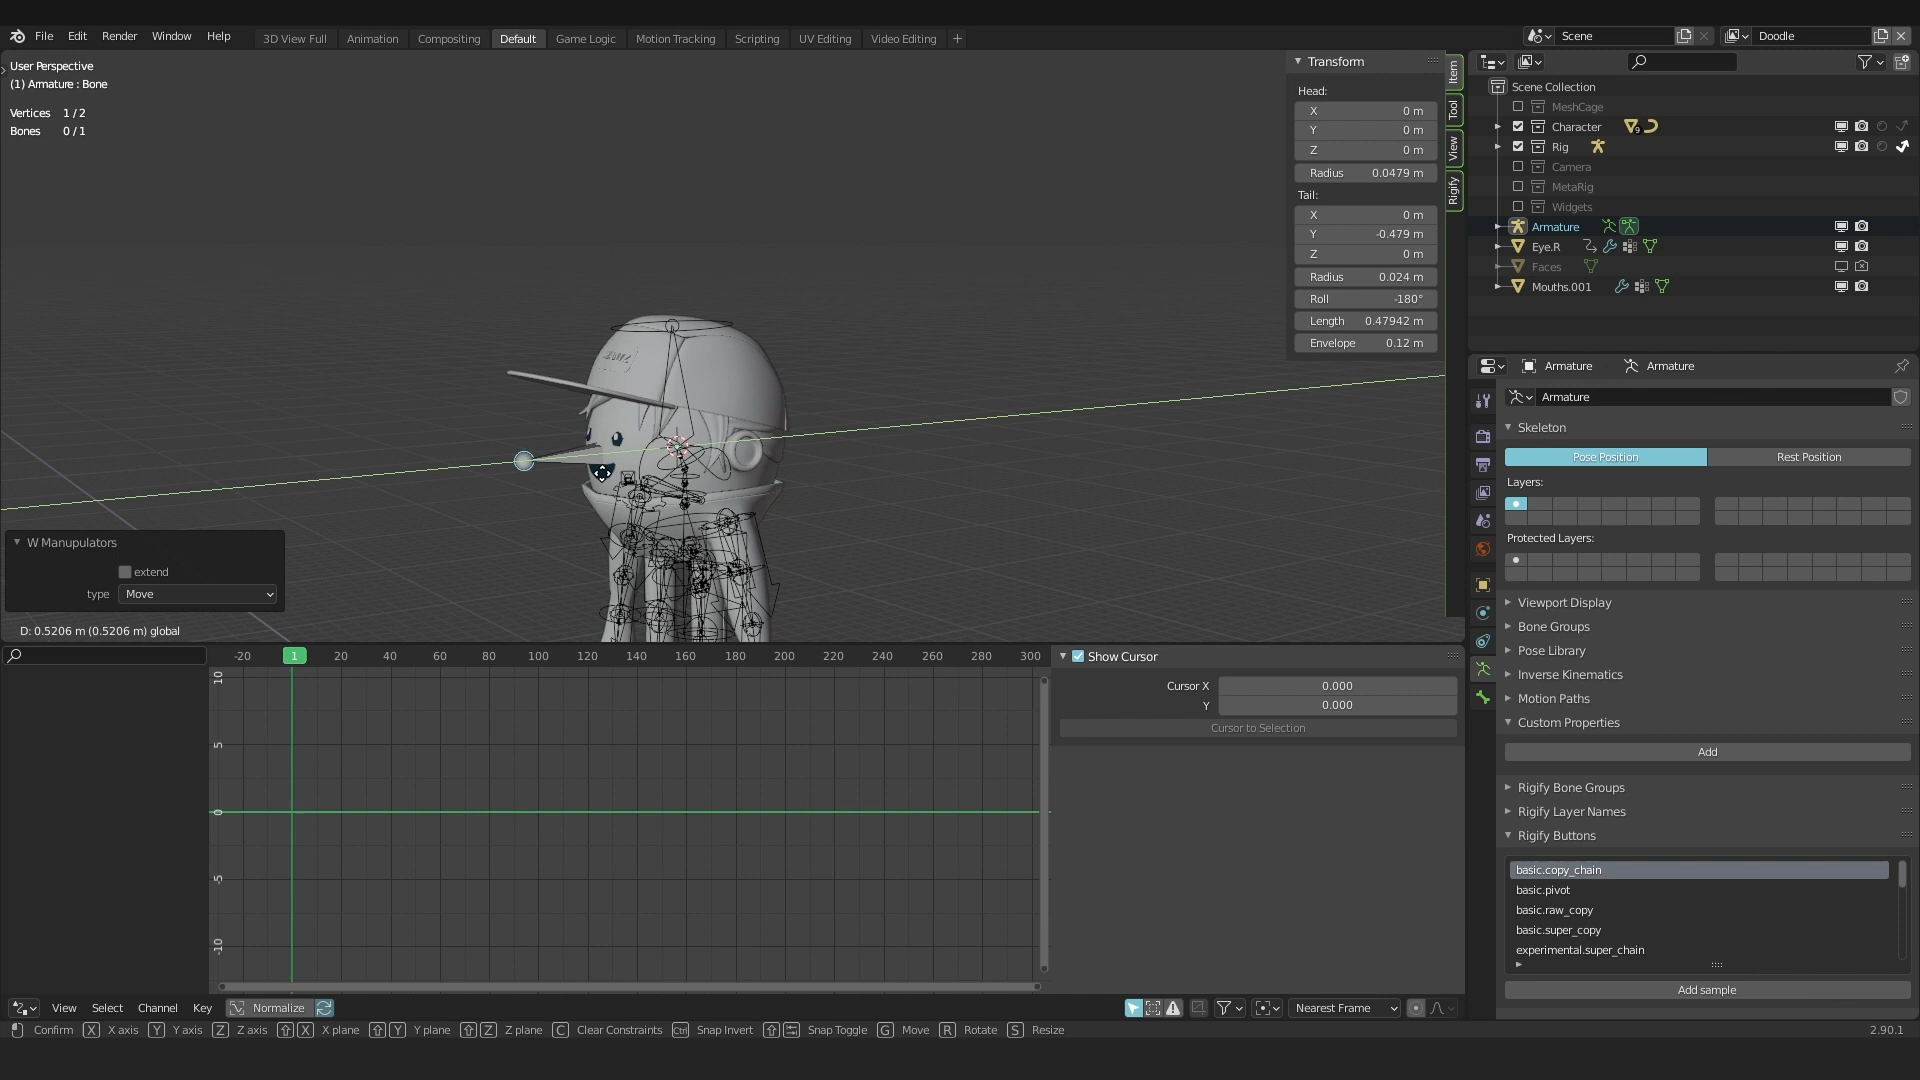 File Edit Render Window Help
3D View Full Animation Compositing Default Game Logic Motion Tracking Scripting UV Editing Video Editing +
Scene
Doodle
User Perspective
(1) Armature : Bone
Vertices 1 / 2
Bones 0 / 1
Transform
Head:
X 0 m
Y 0 m
Z 0 m
Radius 0.0479 m
Tail:
X 0 m
Y -0.479 m
Z 0 m
Radius 0.024 m
Roll -180°
Length 0.47942 m
Envelope 0.12 m
Item
Tool
View
Rigify
W Manupulators
extend
type Move
D: 0.5206 m (0.5206 m) global
Scene Collection
MeshCage
Character 9
Rig
Camera
MetaRig
Widgets
Armature
Eye.R
Faces
Mouths.001
Armature Armature
Armature
Skeleton
Pose Position Rest Position
Layers:
Protected Layers:
Viewport Display
Bone Groups
Pose Library
Inverse Kinematics
Motion Paths
Custom Properties
Add
Rigify Bone Groups
Rigify Layer Names
Rigify Buttons
basic.copy_chain
basic.pivot
basic.raw_copy
basic.super_copy
experimental.super_chain
Add sample
-20 1 20 40 60 80 100 120 140 160 180 200 220 240 260 280 300
10
5
0
-5
-10
Show Cursor
Cursor X 0.000
Y 0.000
Cursor to Selection
View Select Channel Key Normalize
Nearest Frame
Confirm X X axis Y Y axis Z Z axis X X plane Y Y plane Z Z plane C Clear Constraints Ctrl Snap Invert Snap Toggle G Move R Rotate S Resize
2.90.1